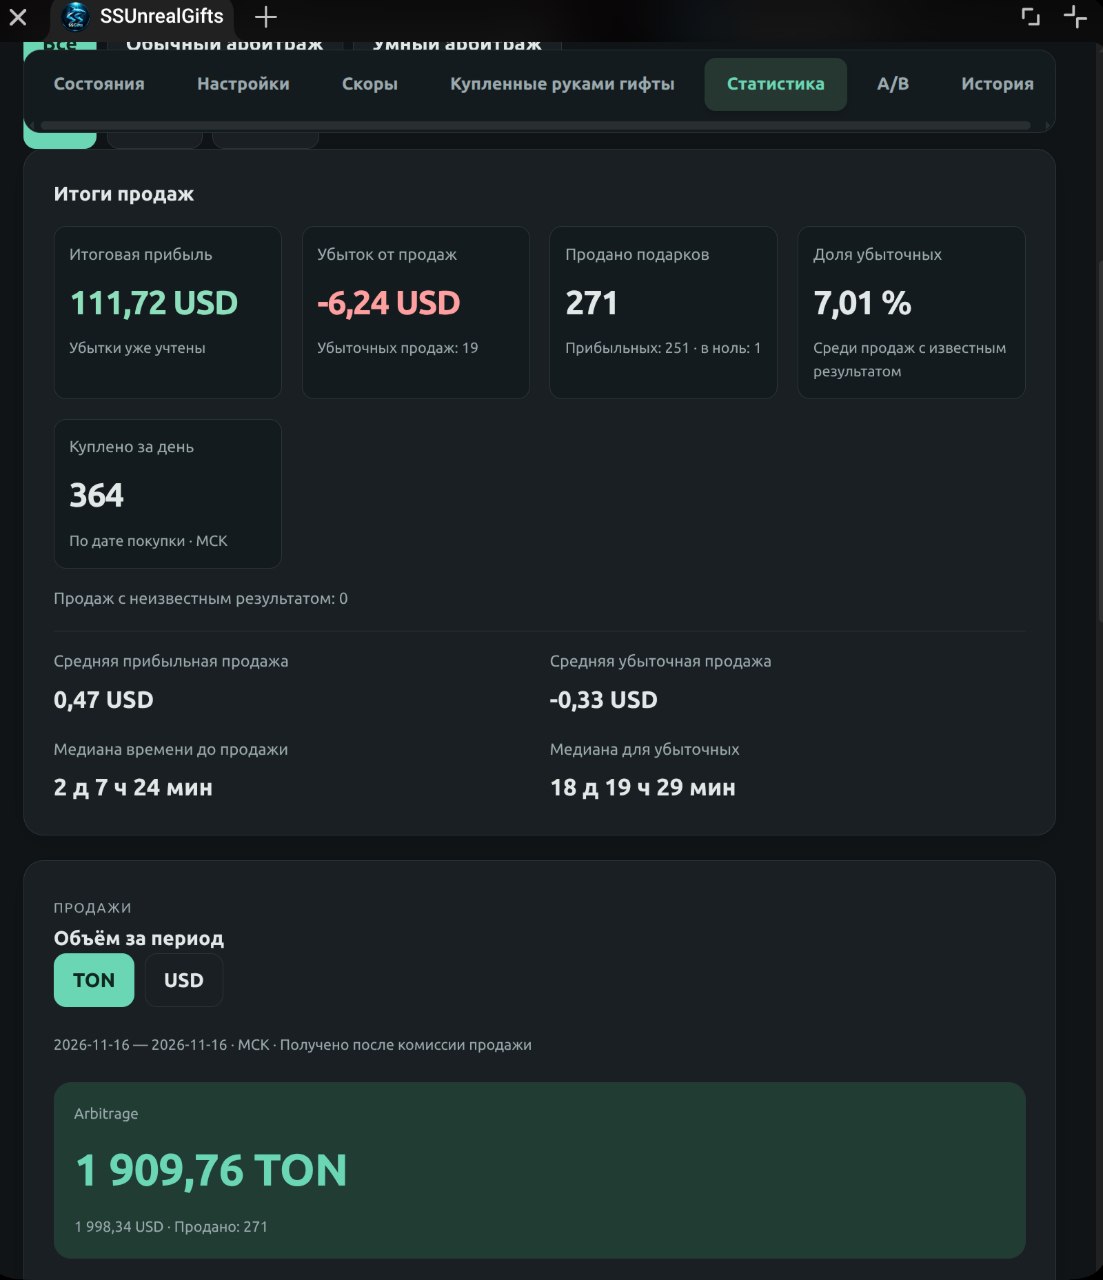 SSUnrealGifts
Все Обычный арбитраж Умный арбитраж
Состояния Настройки Скоры Купленные руками гифты Статистика A/B История
Итоги продаж
Итоговая прибыль
111,72 USD
Убытки уже учтены
Убыток от продаж
-6,24 USD
Убыточных продаж: 19
Продано подарков
271
Прибыльных: 251 · в ноль: 1
Доля убыточных
7,01 %
Среди продаж с известным
результатом
Куплено за день
364
По дате покупки · МСК
Продаж с неизвестным результатом: 0
Средняя прибыльная продажа
0,47 USD
Средняя убыточная продажа
-0,33 USD
Медиана времени до продажи
2 д 7 ч 24 мин
Медиана для убыточных
18 д 19 ч 29 мин
ПРОДАЖИ
Объём за период
TON USD
2026-11-16 — 2026-11-16 · МСК · Получено после комиссии продажи
Arbitrage
1 909,76 TON
1 998,34 USD · Продано: 271